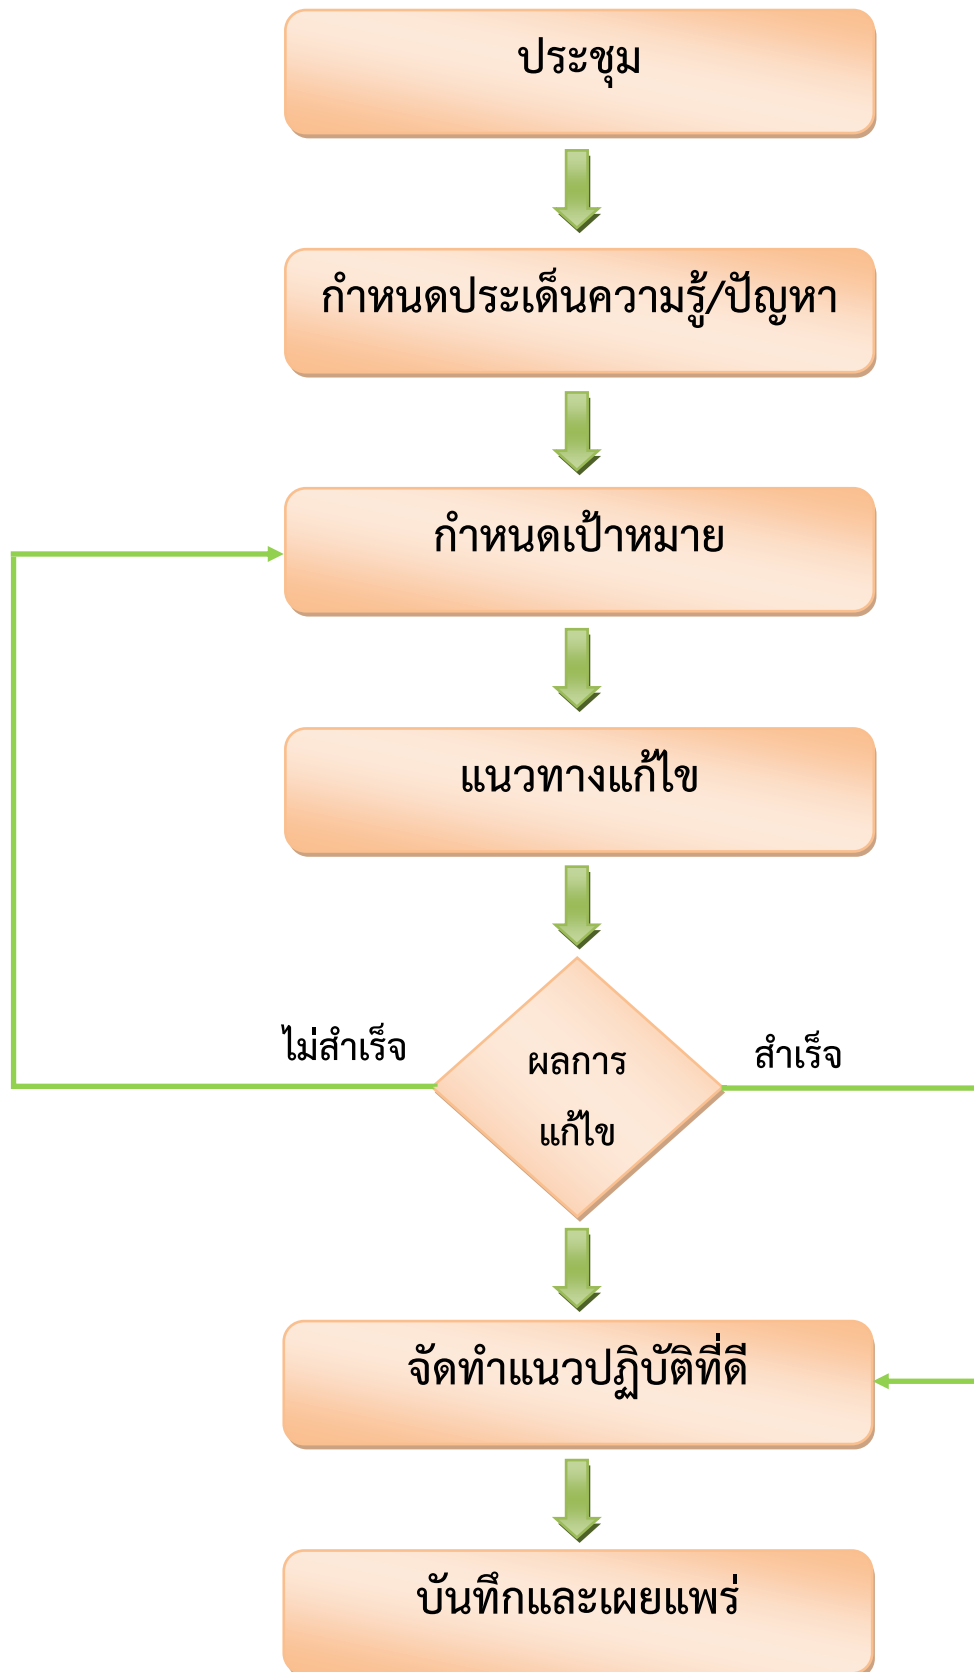 ประชุม
กำหนดประเด็นความรู้/ปัญหา
กำหนดเป้าหมาย
แนวทางแก้ไข
ไม่สำเร็จ
ผลการ
แก้ไข
สำเร็จ
จัดทำแนวปฏิบัติที่ดี
บันทึกและเผยแพร่